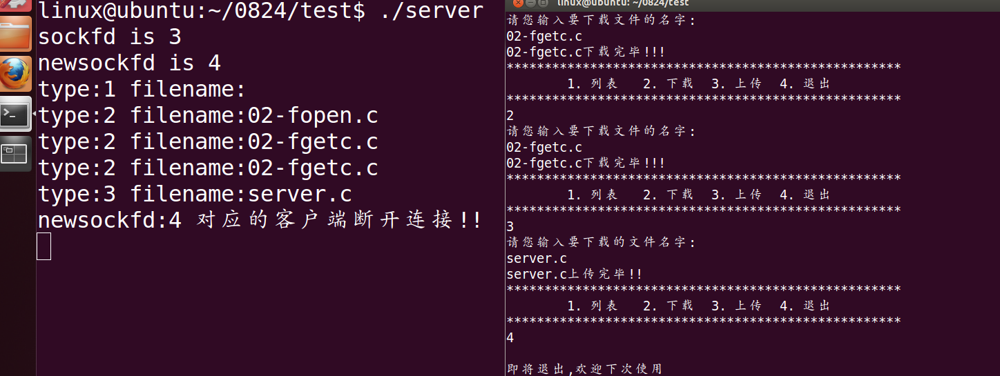 linux@ubuntu:~/0824/test$ ./server
sockfd is 3
newsockfd is 4
type:1 filename:
type:2 filename:02-fopen.c
type:2 filename:02-fgetc.c
type:2 filename:02-fgetc.c
type:3 filename:server.c
newsockfd:4 对应的客户端断开连接!!
linux@ubuntu: ~/0824/test
请您输入要下载文件的名字:
02-fgetc.c
02-fgetc.c下载完毕!!!
****************************************************
1. 列表 2. 下载 3. 上传 4. 退出
****************************************************
2
请您输入要下载文件的名字:
02-fgetc.c
02-fgetc.c下载完毕!!!
****************************************************
1. 列表 2. 下载 3. 上传 4. 退出
****************************************************
3
请您输入要下载的文件名字:
server.c
server.c上传完毕!!
****************************************************
1. 列表 2. 下载 3. 上传 4. 退出
****************************************************
4
即将退出,欢迎下次使用